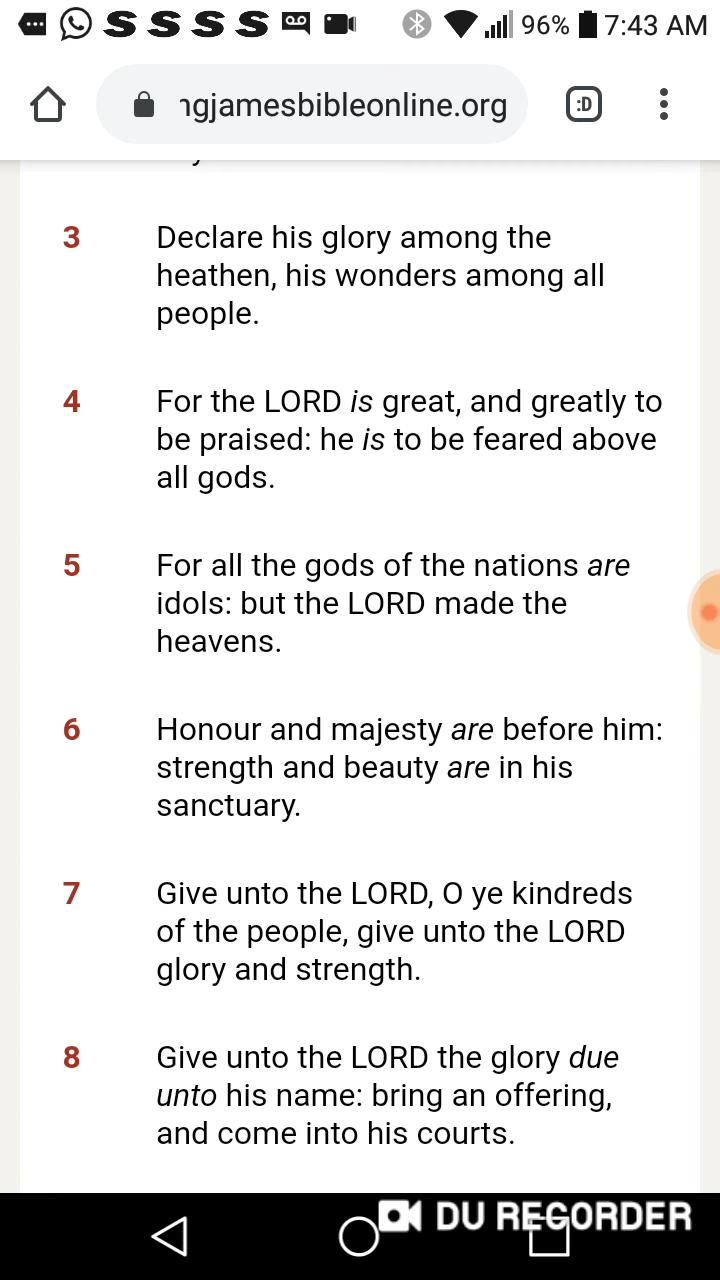 96% 7:43 AM
ngjamesbibleonline.org :D
3 Declare his glory among the
heathen, his wonders among all
people.
4 For the LORD is great, and greatly to
be praised: he is to be feared above
all gods.
5 For all the gods of the nations are
idols: but the LORD made the
heavens.
6 Honour and majesty are before him:
strength and beauty are in his
sanctuary.
7 Give unto the LORD, O ye kindreds
of the people, give unto the LORD
glory and strength.
8 Give unto the LORD the glory due
unto his name: bring an offering,
and come into his courts.
DU RECORDER